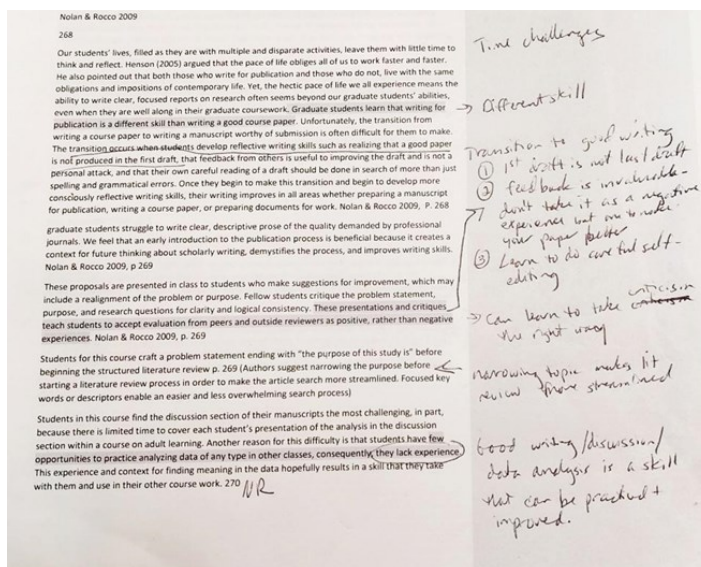 Nolan & Rocco 2009
268
Our students' lives, filled as they are with multiple and disparate activities, leave them with little time to
think and reflect. Henson (2005) argued that the pace of life obliges all of us to work faster and faster.
He also pointed out that both those who write for publication and those who do not, live with the same
obligations and impositions of contemporary life. Yet, the hectic pace of life we all experience means the
ability to write clear, focused reports on research often seems beyond our graduate students' abilities,
even when they are well along in their graduate coursework. Graduate students learn that writing for
publication is a different skill than writing a good course paper. Unfortunately, the transition from
writing a course paper to writing a manuscript worthy of submission is often difficult for them to make.
The transition occurs when students develop reflective writing skills such as realizing that a good paper
is not produced in the first draft, that feedback from others is useful to improving the draft and is not a
personal attack, and that their own careful reading of a draft should be done in search of more than just
spelling and grammatical errors. Once they begin to make this transition and begin to develop more
consciously reflective writing skills, their writing improves in all areas whether preparing a manuscript
for publication, writing a course paper, or preparing documents for work. Nolan & Rocco 2009, P. 268
graduate students struggle to write clear, descriptive prose of the quality demanded by professional
journals. We feel that an early introduction to the publication process is beneficial because it creates a
context for future thinking about scholarly writing, demystifies the process, and improves writing skills.
Nolan & Rocco 2009, p 269
These proposals are presented in class to students who make suggestions for improvement, which may
include a realignment of the problem or purpose. Fellow students critique the problem statement,
purpose, and research questions for clarity and logical consistency. These presentations and critiques
teach students to accept evaluation from peers and outside reviewers as positive, rather than negative
experiences. Nolan & Rocco 2009, p. 269
Students for this course craft a problem statement ending with "the purpose of this study is" before
beginning the structured literature review p. 269 (Authors suggest narrowing the purpose before
starting a literature review process in order to make the article search more streamlined. Focused key
words or descriptors enable an easier and less overwhelming search process)
Students in this course find the discussion section of their manuscripts the most challenging, in part,
because there is limited time to cover each student's presentation of the analysis in the discussion
section within a course on adult learning. Another reason for this difficulty is that students have few
opportunities to practice analyzing data of any type in other classes, consequently, they lack experience.
This experience and context for finding meaning in the data hopefully results in a skill that they take
with them and use in their other course work. 270 NR
Time challenges
→ Different skill
Transition to good writing
① 1st draft is not last draft
② feedback is invaluable -
don't take it as a negative
experience but one to make
your paper better
③ Learn to do careful self-
editing
→ Can learn to take criticism
the right way
narrowing topic makes lit
review more streamlined
Good writing/discussion/
data analysis is a skill
that can be practiced +
improved.